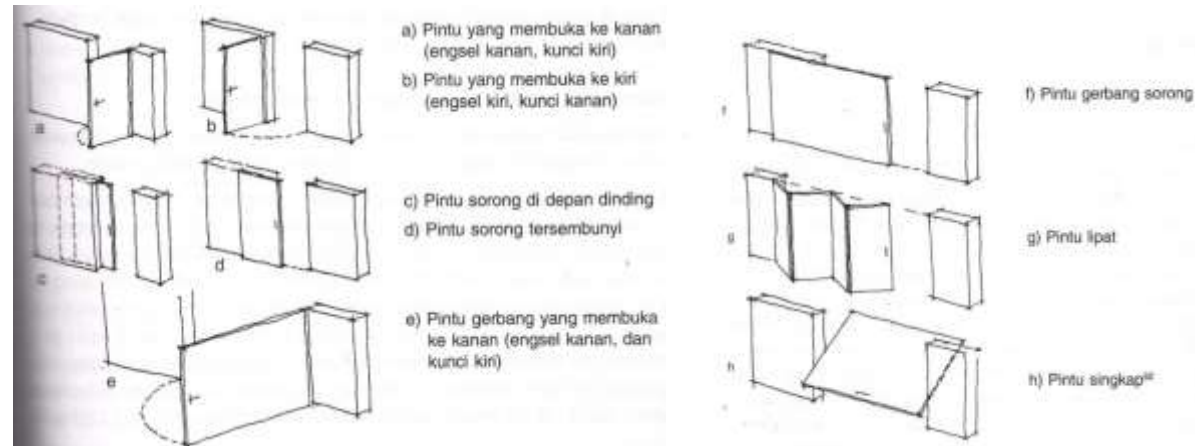 a) Pintu yang membuka ke kanan
(engsel kanan, kunci kiri)
b) Pintu yang membuka ke kiri
(engsel kiri, kunci kanan)
a
b
c) Pintu sorong di depan dinding
d) Pintu sorong tersembunyi
c
d
e) Pintu gerbang yang membuka
ke kanan (engsel kanan, dan
kunci kiri)
e
f
f) Pintu gerbang sorong
g
g) Pintu lipat
h
h) Pintu singkap